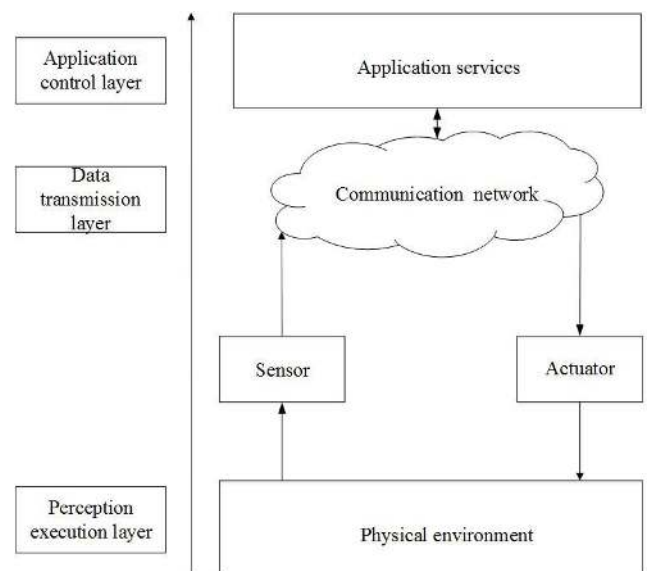 Application
control layer
Application services
Data
transmission
layer
Communication network
Sensor
Actuator
Perception
execution layer
Physical environment